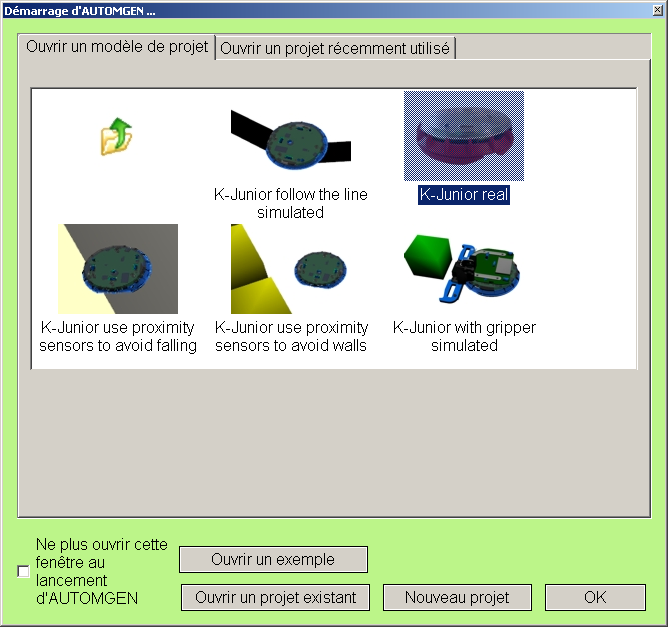 Démarrage d'AUTOMGEN ...
Ouvrir un modèle de projet
Ouvrir un projet récemment utilisé
K-Junior follow the line
simulated
K-Junior real
K-Junior use proximity
sensors to avoid falling
K-Junior use proximity
sensors to avoid walls
K-Junior with gripper
simulated
Ne plus ouvrir cette
fenêtre au
lancement
d'AUTOMGEN
Ouvrir un exemple
Ouvrir un projet existant
Nouveau projet
OK